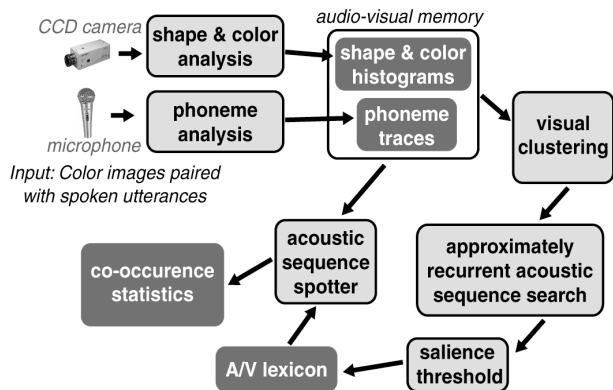 CCD camera
shape & color
analysis
audio-visual memory
shape & color
histograms
microphone
phoneme
analysis
phoneme
traces
visual
clustering
Input: Color images paired
with spoken utterances
co-occurence
statistics
acoustic
sequence
spotter
approximately
recurrent acoustic
sequence search
A/V lexicon
salience
threshold